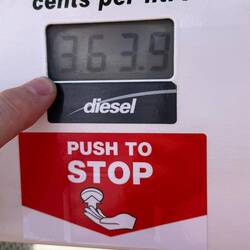 cents per litre
363.9
diesel
PUSH TO
STOP